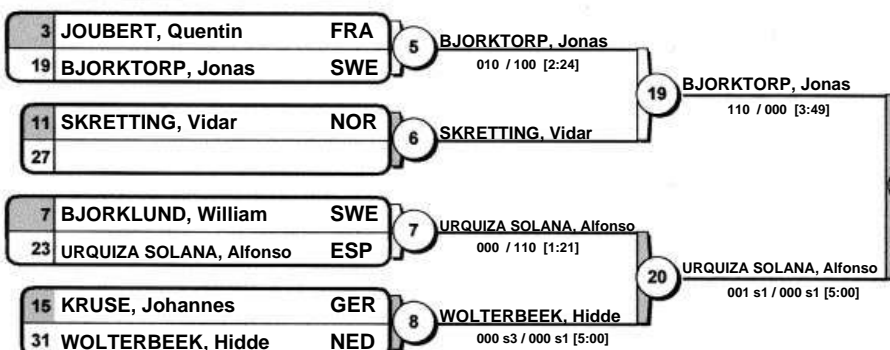 3 JOUBERT, Quentin FRA
19 BJORKTORP, Jonas SWE
5
BJORKTORP, Jonas
010 / 100 [2:24]
11 SKRETTING, Vidar NOR
27
6
SKRETTING, Vidar
19
BJORKTORP, Jonas
110 / 000 [3:49]
7 BJORKLUND, William SWE
23 URQUIZA SOLANA, Alfonso ESP
7
URQUIZA SOLANA, Alfonso
000 / 110 [1:21]
15 KRUSE, Johannes GER
31 WOLTERBEEK, Hidde NED
8
WOLTERBEEK, Hidde
000 s3 / 000 s1 [5:00]
20
URQUIZA SOLANA, Alfonso
001 s1 / 000 s1 [5:00]